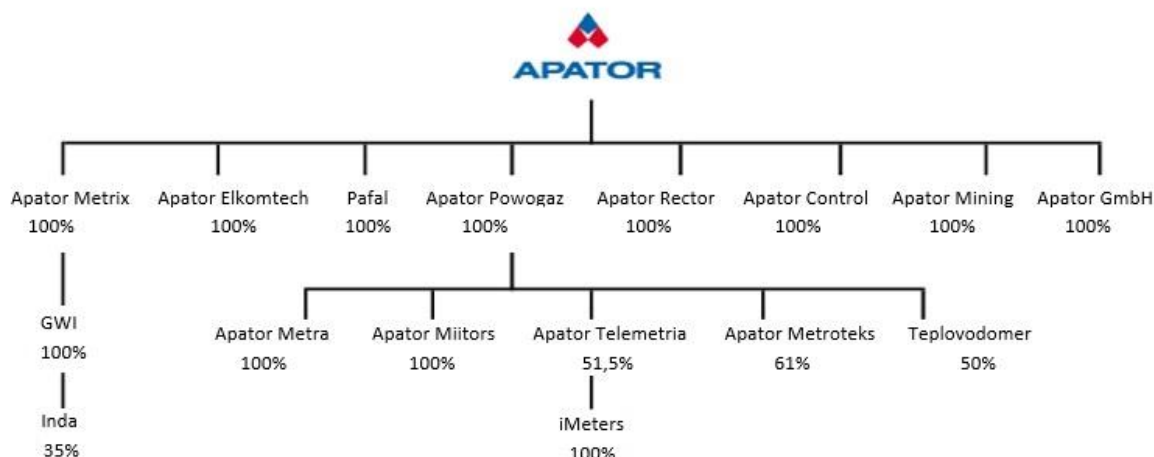 APATOR
Apator Metrix Apator Elkomtech Pafal Apator Powogaz Apator Rector Apator Control Apator Mining Apator GmbH
100% 100% 100% 100% 100% 100% 100% 100%
GWI
100%
Apator Metra Apator Miitors Apator Telemetria Apator Metroteks Teplovodomer
100% 100% 51,5% 61% 50%
Inda iMeters
35% 100%